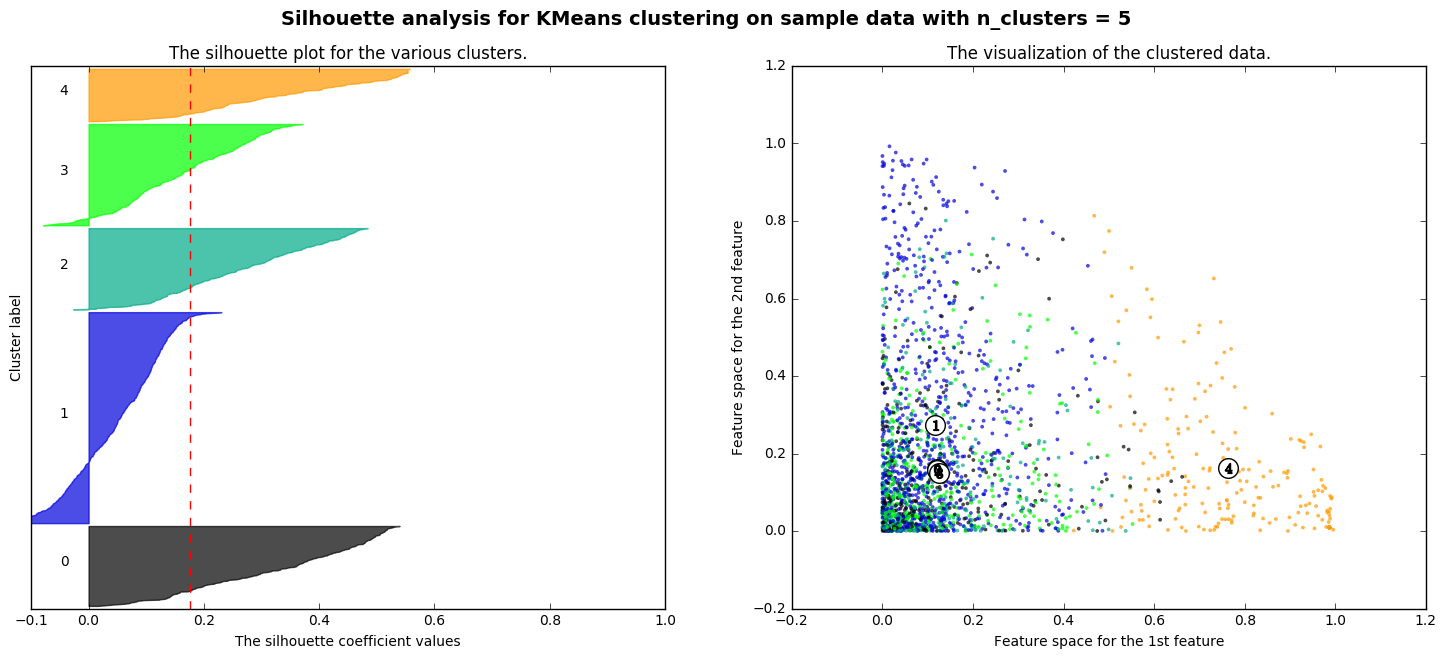 Silhouette analysis for KMeans clustering on sample data with n_clusters = 5
The silhouette plot for the various clusters.
4
3
2
1
0
Cluster label
−0.1 0.0 0.2 0.4 0.6 0.8 1.0
The silhouette coefficient values
The visualization of the clustered data.
1.2
1.0
0.8
0.6
0.4
0.2
0.0
−0.2
Feature space for the 2nd feature
1
4
−0.2 0.0 0.2 0.4 0.6 0.8 1.0 1.2
Feature space for the 1st feature